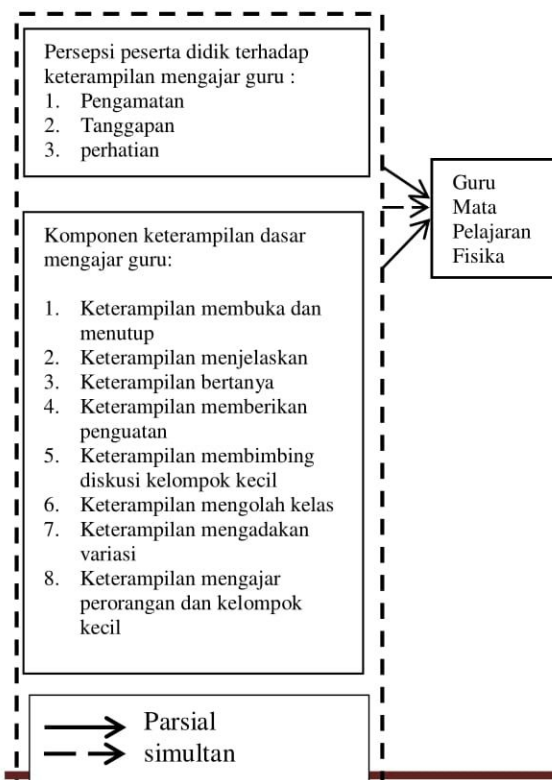 Persepsi peserta didik terhadap
keterampilan mengajar guru :
1. Pengamatan
2. Tanggapan
3. perhatian
Komponen keterampilan dasar
mengajar guru:
1. Keterampilan membuka dan
menutup
2. Keterampilan menjelaskan
3. Keterampilan bertanya
4. Keterampilan memberikan
penguatan
5. Keterampilan membimbing
diskusi kelompok kecil
6. Keterampilan mengolah kelas
7. Keterampilan mengadakan
variasi
8. Keterampilan mengajar
perorangan dan kelompok
kecil
Guru
Mata
Pelajaran
Fisika
Parsial
simultan